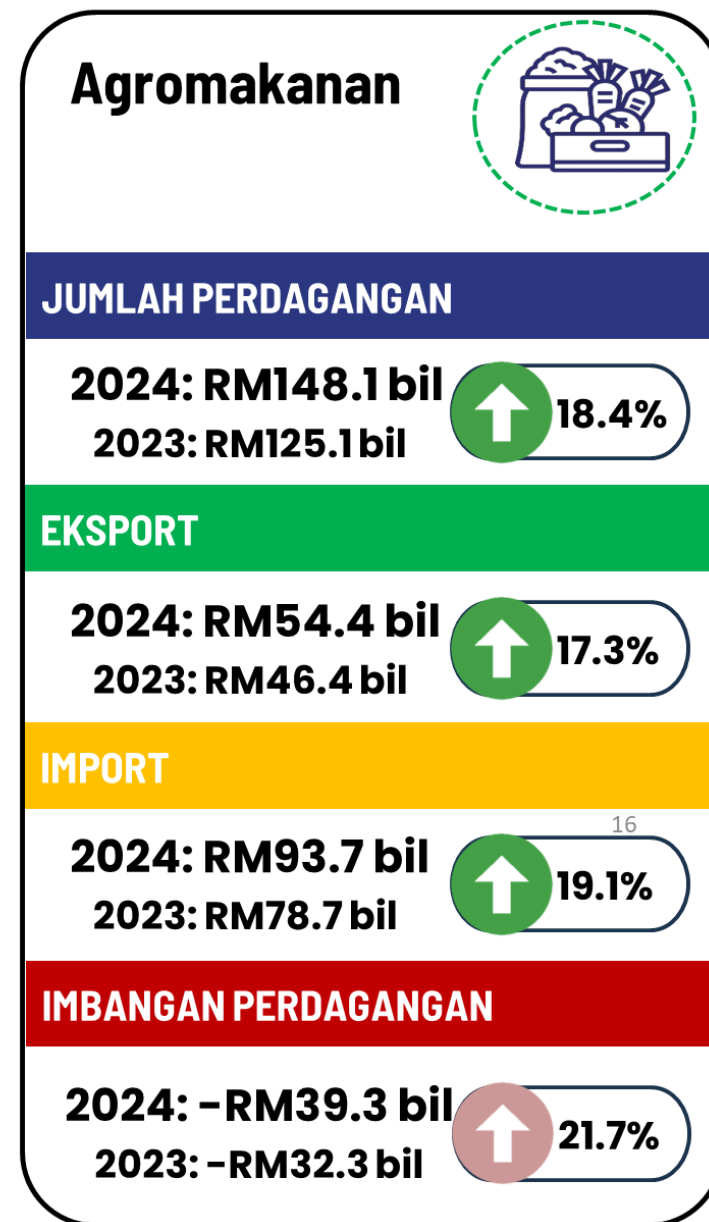 Agromakanan
JUMLAH PERDAGANGAN
2024: RM148.1 bil
18.4%
2023: RM125.1 bil
EKSPORT
2024: RM54.4 bil
17.3%
2023: RM46.4 bil
IMPORT
16
2024: RM93.7 bil
19.1%
2023: RM78.7 bil
IMBANGAN PERDAGANGAN
2024: -RM39.3 bil
21.7%
2023: -RM32.3 bil